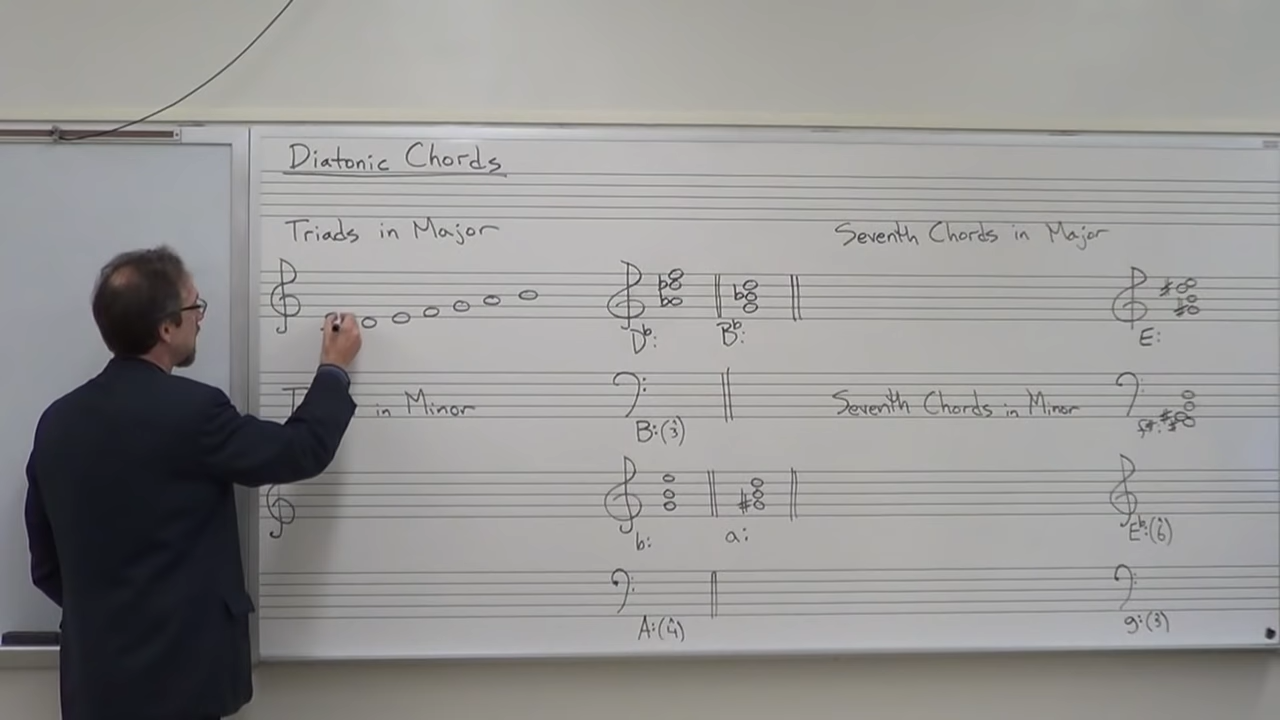 Diatonic Chords
Triads in Major
Seventh Chords in Major
D♭:
B♭:
E:
in Minor
Seventh Chords in Minor
B:(3̂)
b:
a:
E♭:(6̂)
A:(4̂)
g:(3̂)